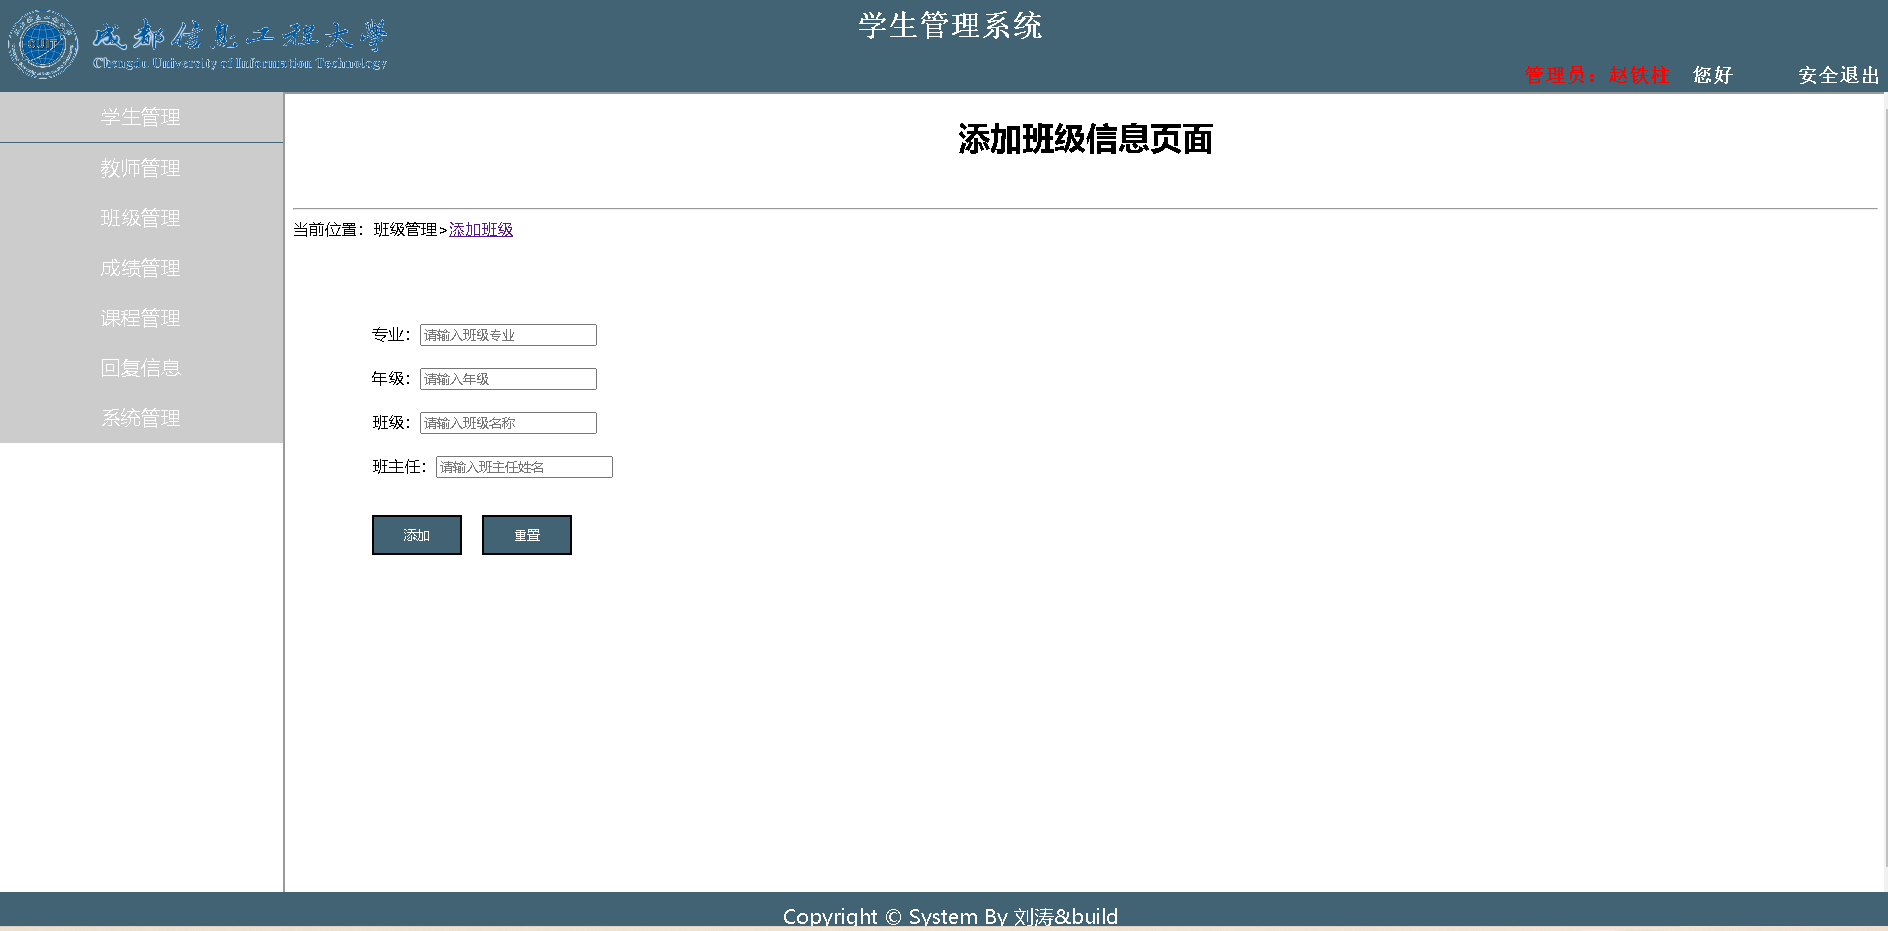 CUIT
成都信息工程大學
Chengdu University of Information Technology
学生管理系统
管理员：赵铁柱 您好 安全退出
学生管理
教师管理
班级管理
成绩管理
课程管理
回复信息
系统管理
添加班级信息页面
当前位置：班级管理>添加班级
专业：请输入班级专业
年级：请输入年级
班级：请输入班级名称
班主任：请输入班主任姓名
添加 重置
Copyright © System By 刘涛&build